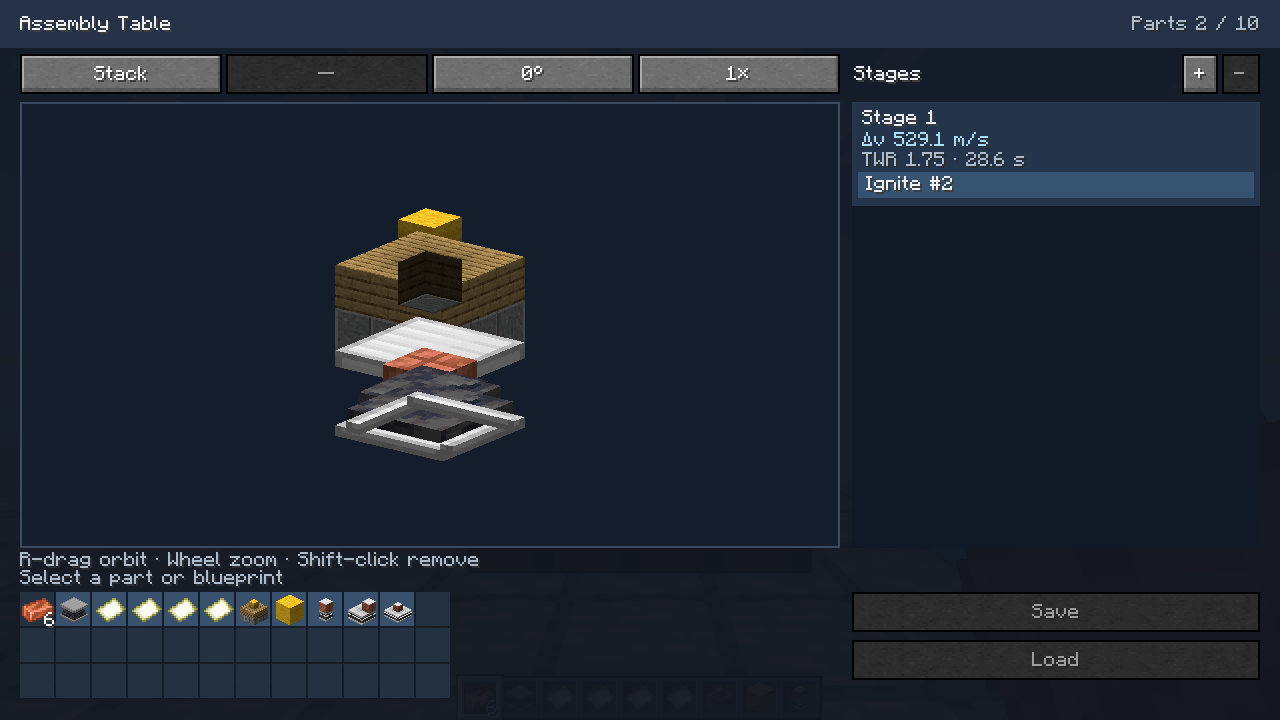 Assembly Table
Parts 2 / 10
Stack
—
0°
1×
Stages
+
−
Stage 1
Δv 529.1 m/s
TWR 1.75 · 28.6 s
Ignite #2
R-drag orbit · Wheel zoom · Shift-click remove
Select a part or blueprint
6
Save
Load